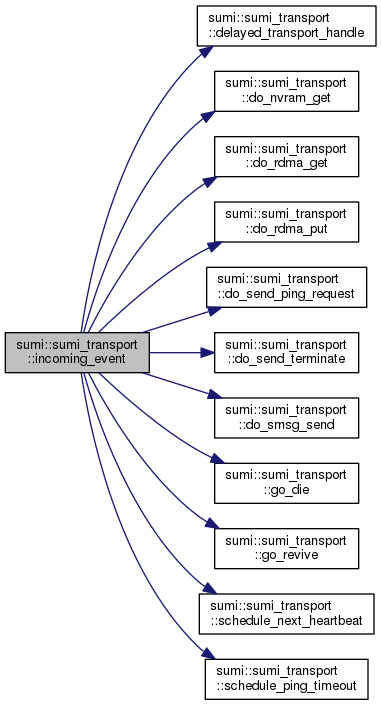 sumi::sumi_transport
::delayed_transport_handle
sumi::sumi_transport
::do_nvram_get
sumi::sumi_transport
::do_rdma_get
sumi::sumi_transport
::do_rdma_put
sumi::sumi_transport
::do_send_ping_request
sumi::sumi_transport
::incoming_event
sumi::sumi_transport
::do_send_terminate
sumi::sumi_transport
::do_smsg_send
sumi::sumi_transport
::go_die
sumi::sumi_transport
::go_revive
sumi::sumi_transport
::schedule_next_heartbeat
sumi::sumi_transport
::schedule_ping_timeout